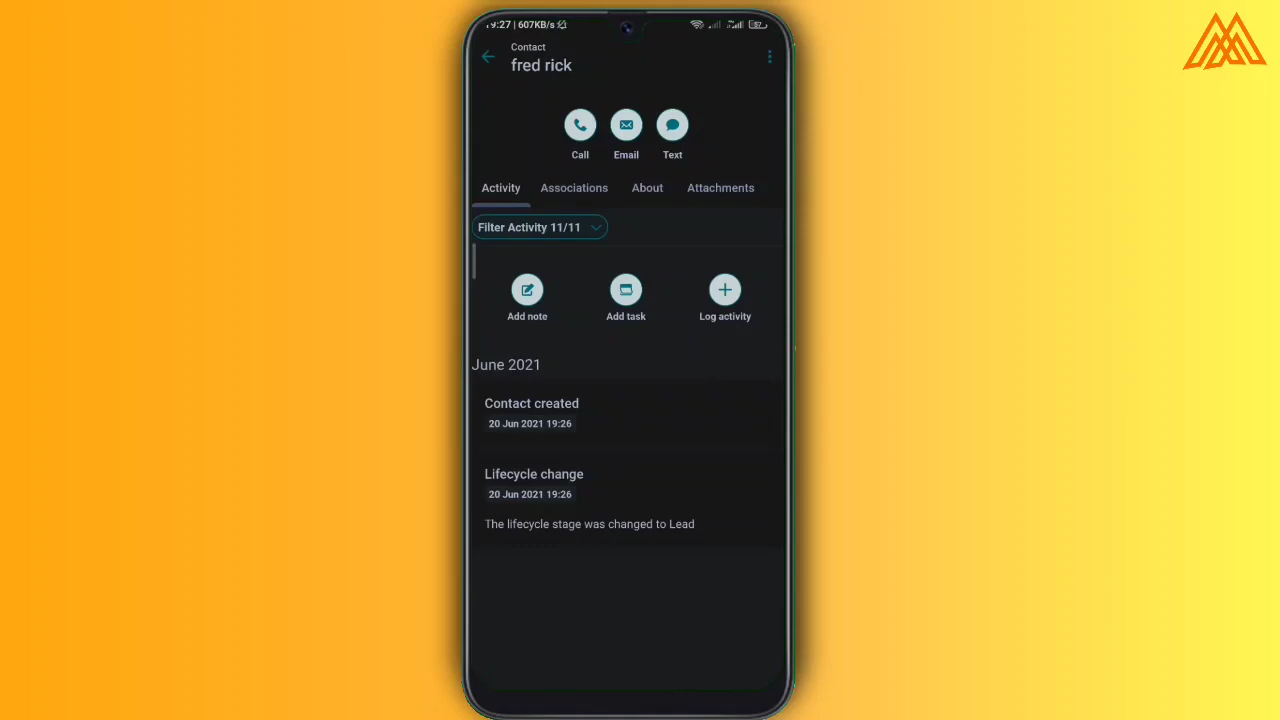 19:27 | 607KB/s
Contact
fred rick
Call Email Text
Activity Associations About Attachments
Filter Activity 11/11
Add note Add task Log activity
June 2021
Contact created
20 Jun 2021 19:26
Lifecycle change
20 Jun 2021 19:26
The lifecycle stage was changed to Lead